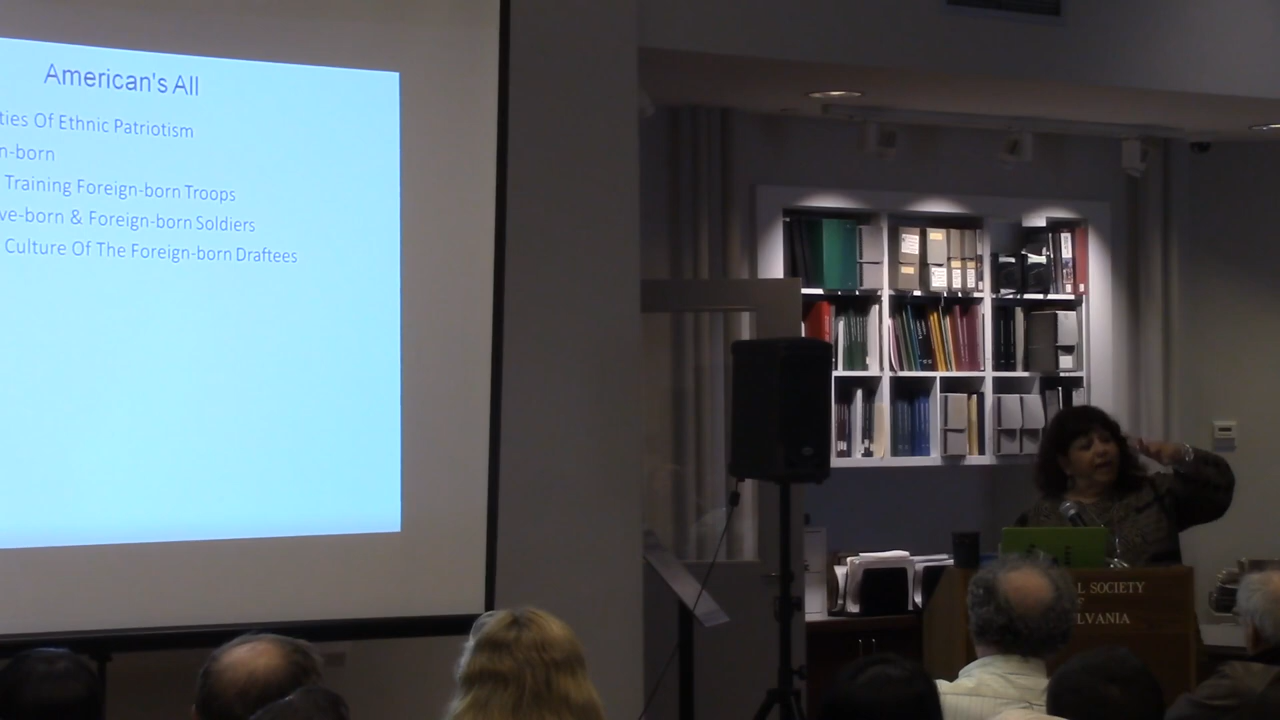 American's All
ties Of Ethnic Patriotism
n-born
Training Foreign-born Troops
ve-born & Foreign-born Soldiers
Culture Of The Foreign-born Draftees
L SOCIETY
LVANIA